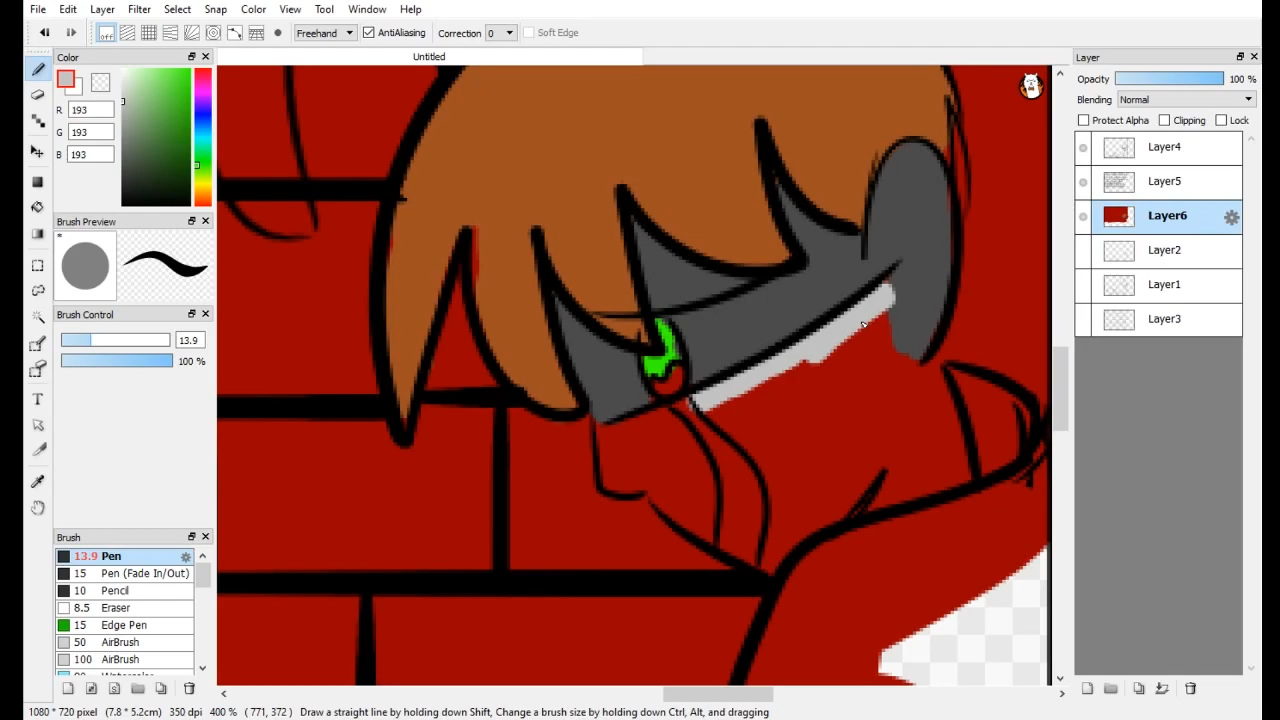 File Edit Layer Filter Select Snap Color View Tool Window Help
off Freehand AntiAliasing Correction 0 Soft Edge
Color
R 193
G 193
B 193
Brush Preview
*
Brush Control
13.9
100 %
Brush
13.9 Pen
15 Pen (Fade In/Out)
10 Pencil
8.5 Eraser
15 Edge Pen
50 AirBrush
100 AirBrush
Untitled
Layer
Opacity 100 %
Blending Normal
Protect Alpha Clipping Lock
Layer4
Layer5
Layer6
Layer2
Layer1
Layer3
1080 * 720 pixel (7.8 * 5.2cm) 350 dpi 400 % ( 771, 372 ) Draw a straight line by holding down Shift, Change a brush size by holding down Ctrl, Alt, and dragging